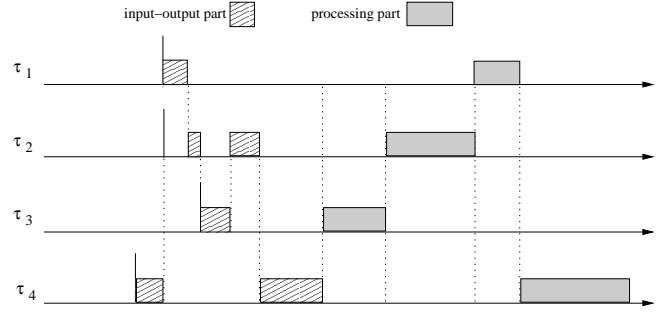 input–output part
processing part
τ 1
τ 2
τ 3
τ 4